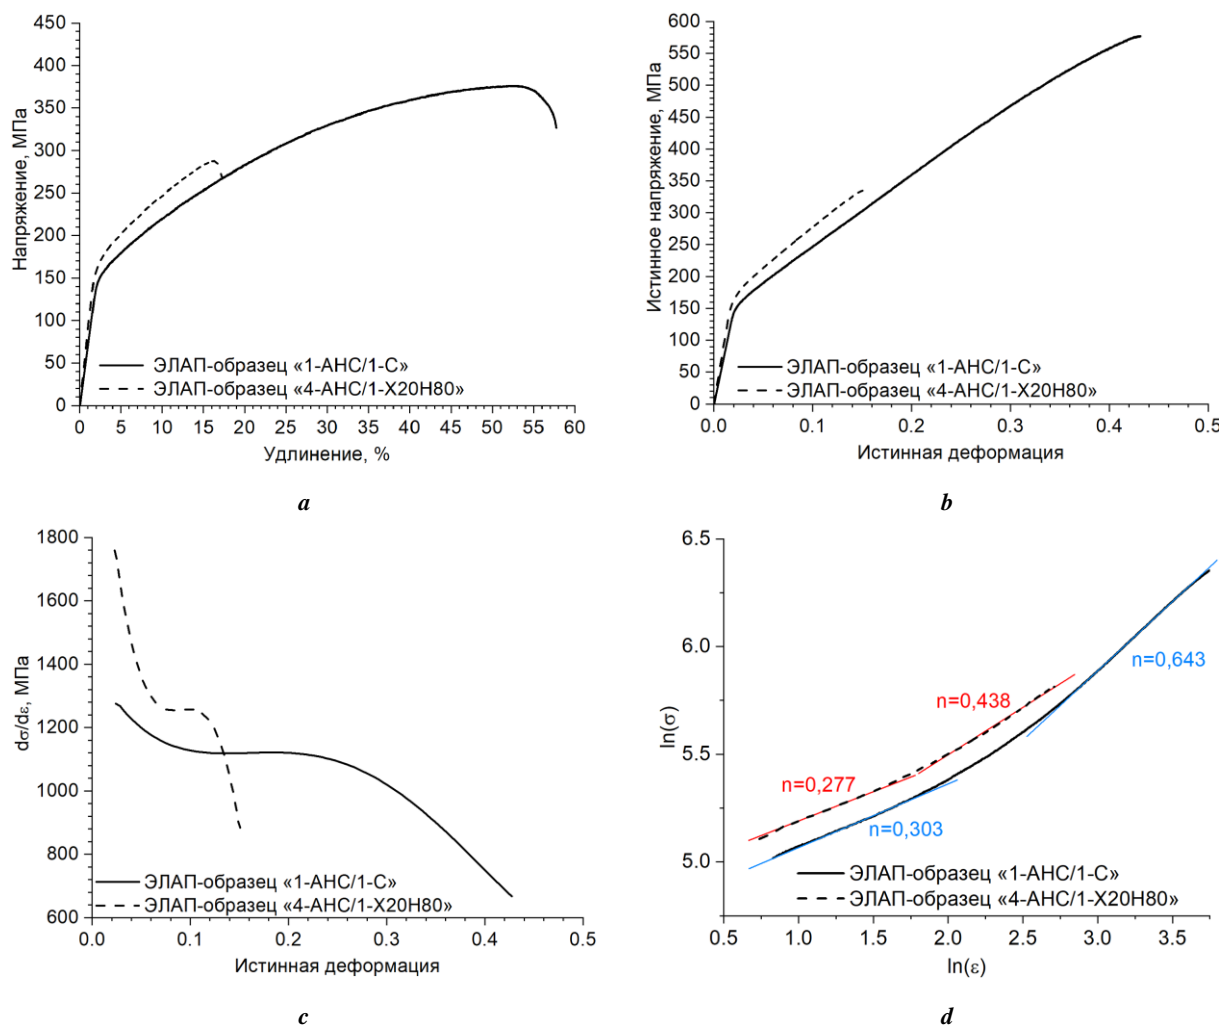 450
400
350
300
250
200
150
100
50
0
Напряжение, МПа
ЭЛАП-образец «1-АНС/1-С»
ЭЛАП-образец «4-АНС/1-Х20Н80»
0 5 10 15 20 25 30 35 40 45 50 55 60
Удлинение, %
a
600
550
500
450
400
350
300
250
200
150
100
50
0
Истинное напряжение, МПа
ЭЛАП-образец «1-АНС/1-С»
ЭЛАП-образец «4-АНС/1-Х20Н80»
0.0 0.1 0.2 0.3 0.4 0.5
Истинная деформация
b
1800
1600
1400
1200
1000
800
600
dσ/dε, МПа
ЭЛАП-образец «1-АНС/1-С»
ЭЛАП-образец «4-АНС/1-Х20Н80»
0.0 0.1 0.2 0.3 0.4 0.5
Истинная деформация
c
6.5
6.0
5.5
5.0
ln(σ)
n=0,643
n=0,438
n=0,277
n=0,303
ЭЛАП-образец «1-АНС/1-С»
ЭЛАП-образец «4-АНС/1-Х20Н80»
0.5 1.0 1.5 2.0 2.5 3.0 3.5
ln(ε)
d